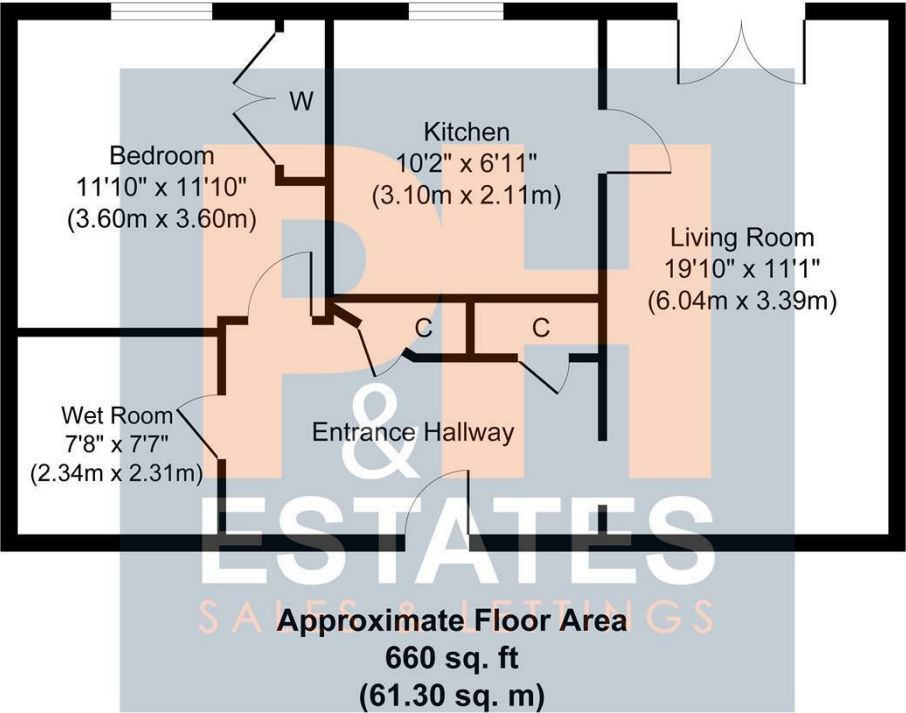 Bedroom
11'10" x 11'10"
(3.60m x 3.60m)
W
Kitchen
10'2" x 6'11"
(3.10m x 2.11m)
Living Room
19'10" x 11'1"
(6.04m x 3.39m)
C
C
Wet Room
7'8" x 7'7"
(2.34m x 2.31m)
Entrance Hallway
PH
&
ESTATES
SALES & LETTINGS
Approximate Floor Area
660 sq. ft
(61.30 sq. m)